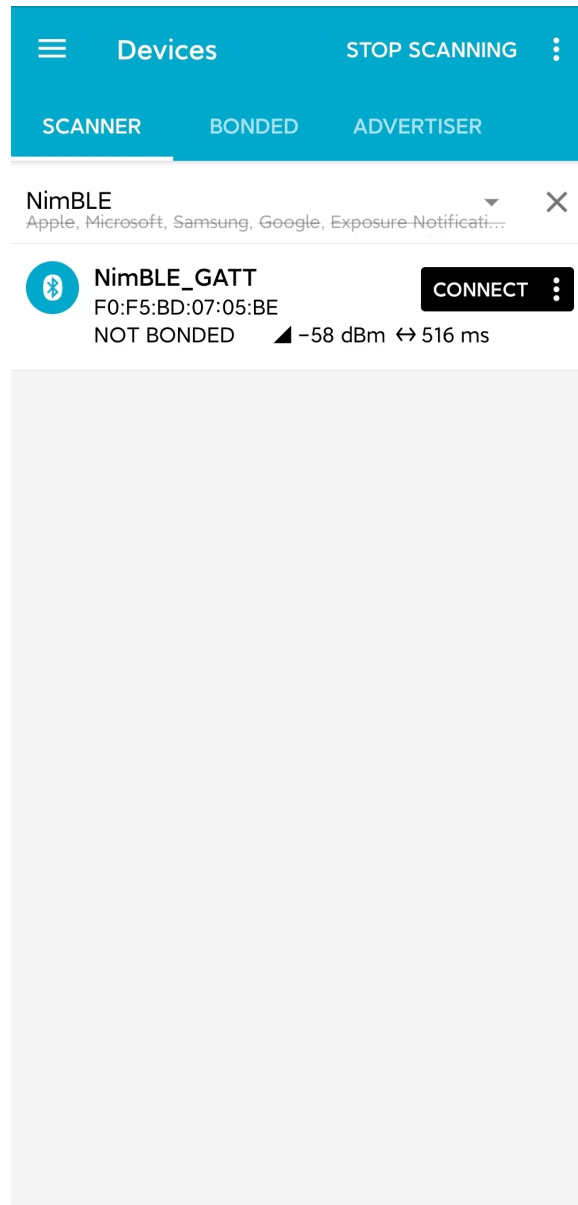 Devices STOP SCANNING
SCANNER BONDED ADVERTISER
NimBLE
Apple, Microsoft, Samsung, Google, Exposure Notificati...
NimBLE_GATT
CONNECT
F0:F5:BD:07:05:BE
NOT BONDED -58 dBm ↔ 516 ms